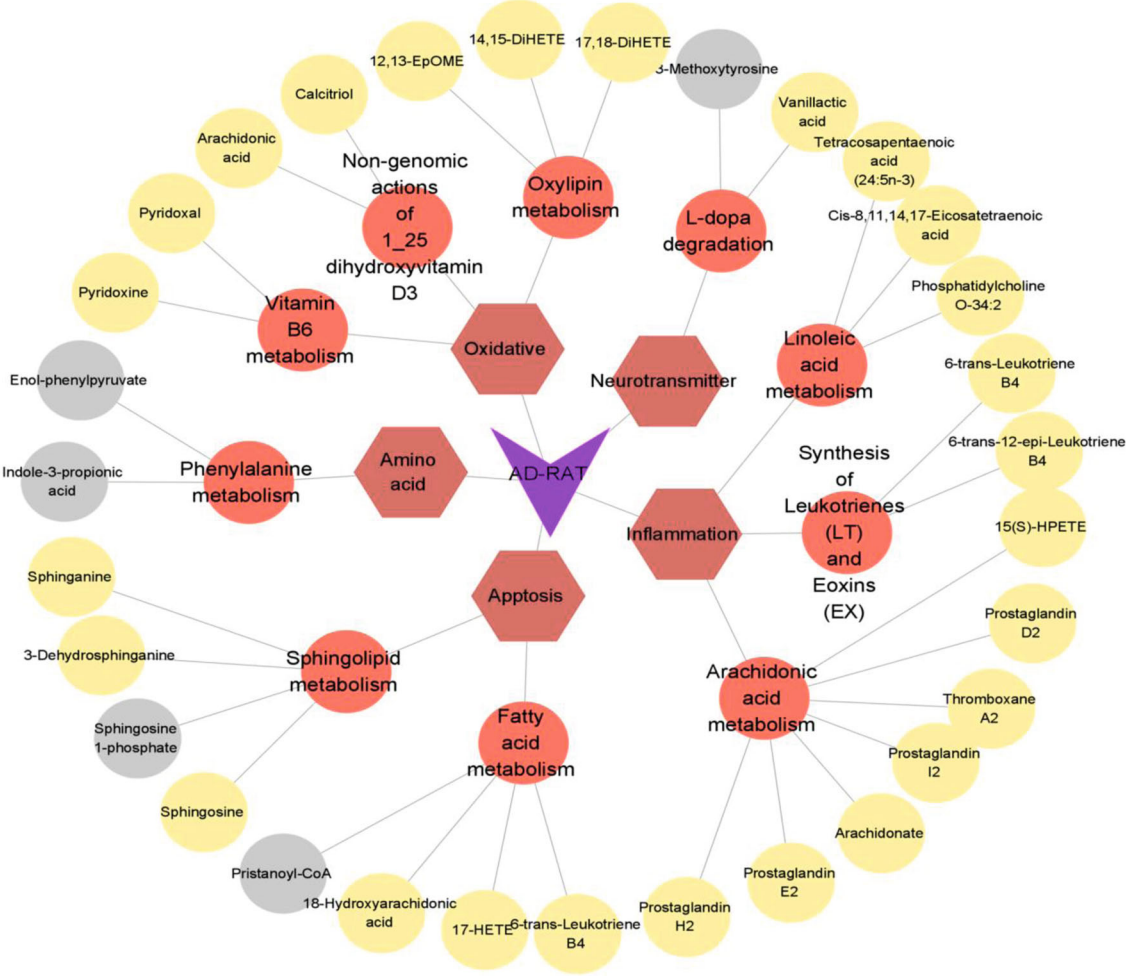 14,15-DiHETE
17,18-DiHETE
12,13-EpOME
3-Methoxytyrosine
Calcitriol
Vanillactic
acid
Arachidonic
acid
Non-genomic
actions
of
1_25
dihydroxyvitamin
D3
Oxylipin
metabolism
L-dopa
degradation
Tetracosapentaenoic
acid
(24:5n-3)
Cis-8,11,14,17-Eicosatetraenoic
acid
Pyridoxal
Pyridoxine
Vitamin
B6
metabolism
Oxidative
Neurotransmitter
Linoleic
acid
metabolism
Phosphatidylcholine
O-34:2
Enol-phenylpyruvate
6-trans-Leukotriene
B4
6-trans-12-epi-Leukotriene
B4
Indole-3-propionic
acid
Phenylalanine
metabolism
Amino
acid
AD-RAT
Inflammation
Synthesis
of
Leukotrienes
(LT)
and
Eoxins
(EX)
15(S)-HPETE
Sphinganine
3-Dehydrosphinganine
Sphingosine
1-phosphate
Sphingosine
Sphingolipid
metabolism
Apptosis
Fatty
acid
metabolism
Arachidonic
acid
metabolism
Prostaglandin
D2
Thromboxane
A2
Prostaglandin
I2
Arachidonate
Prostaglandin
E2
Prostaglandin
H2
Pristanoyl-CoA
18-Hydroxyarachidonic
acid
17-HETE
6-trans-Leukotriene
B4